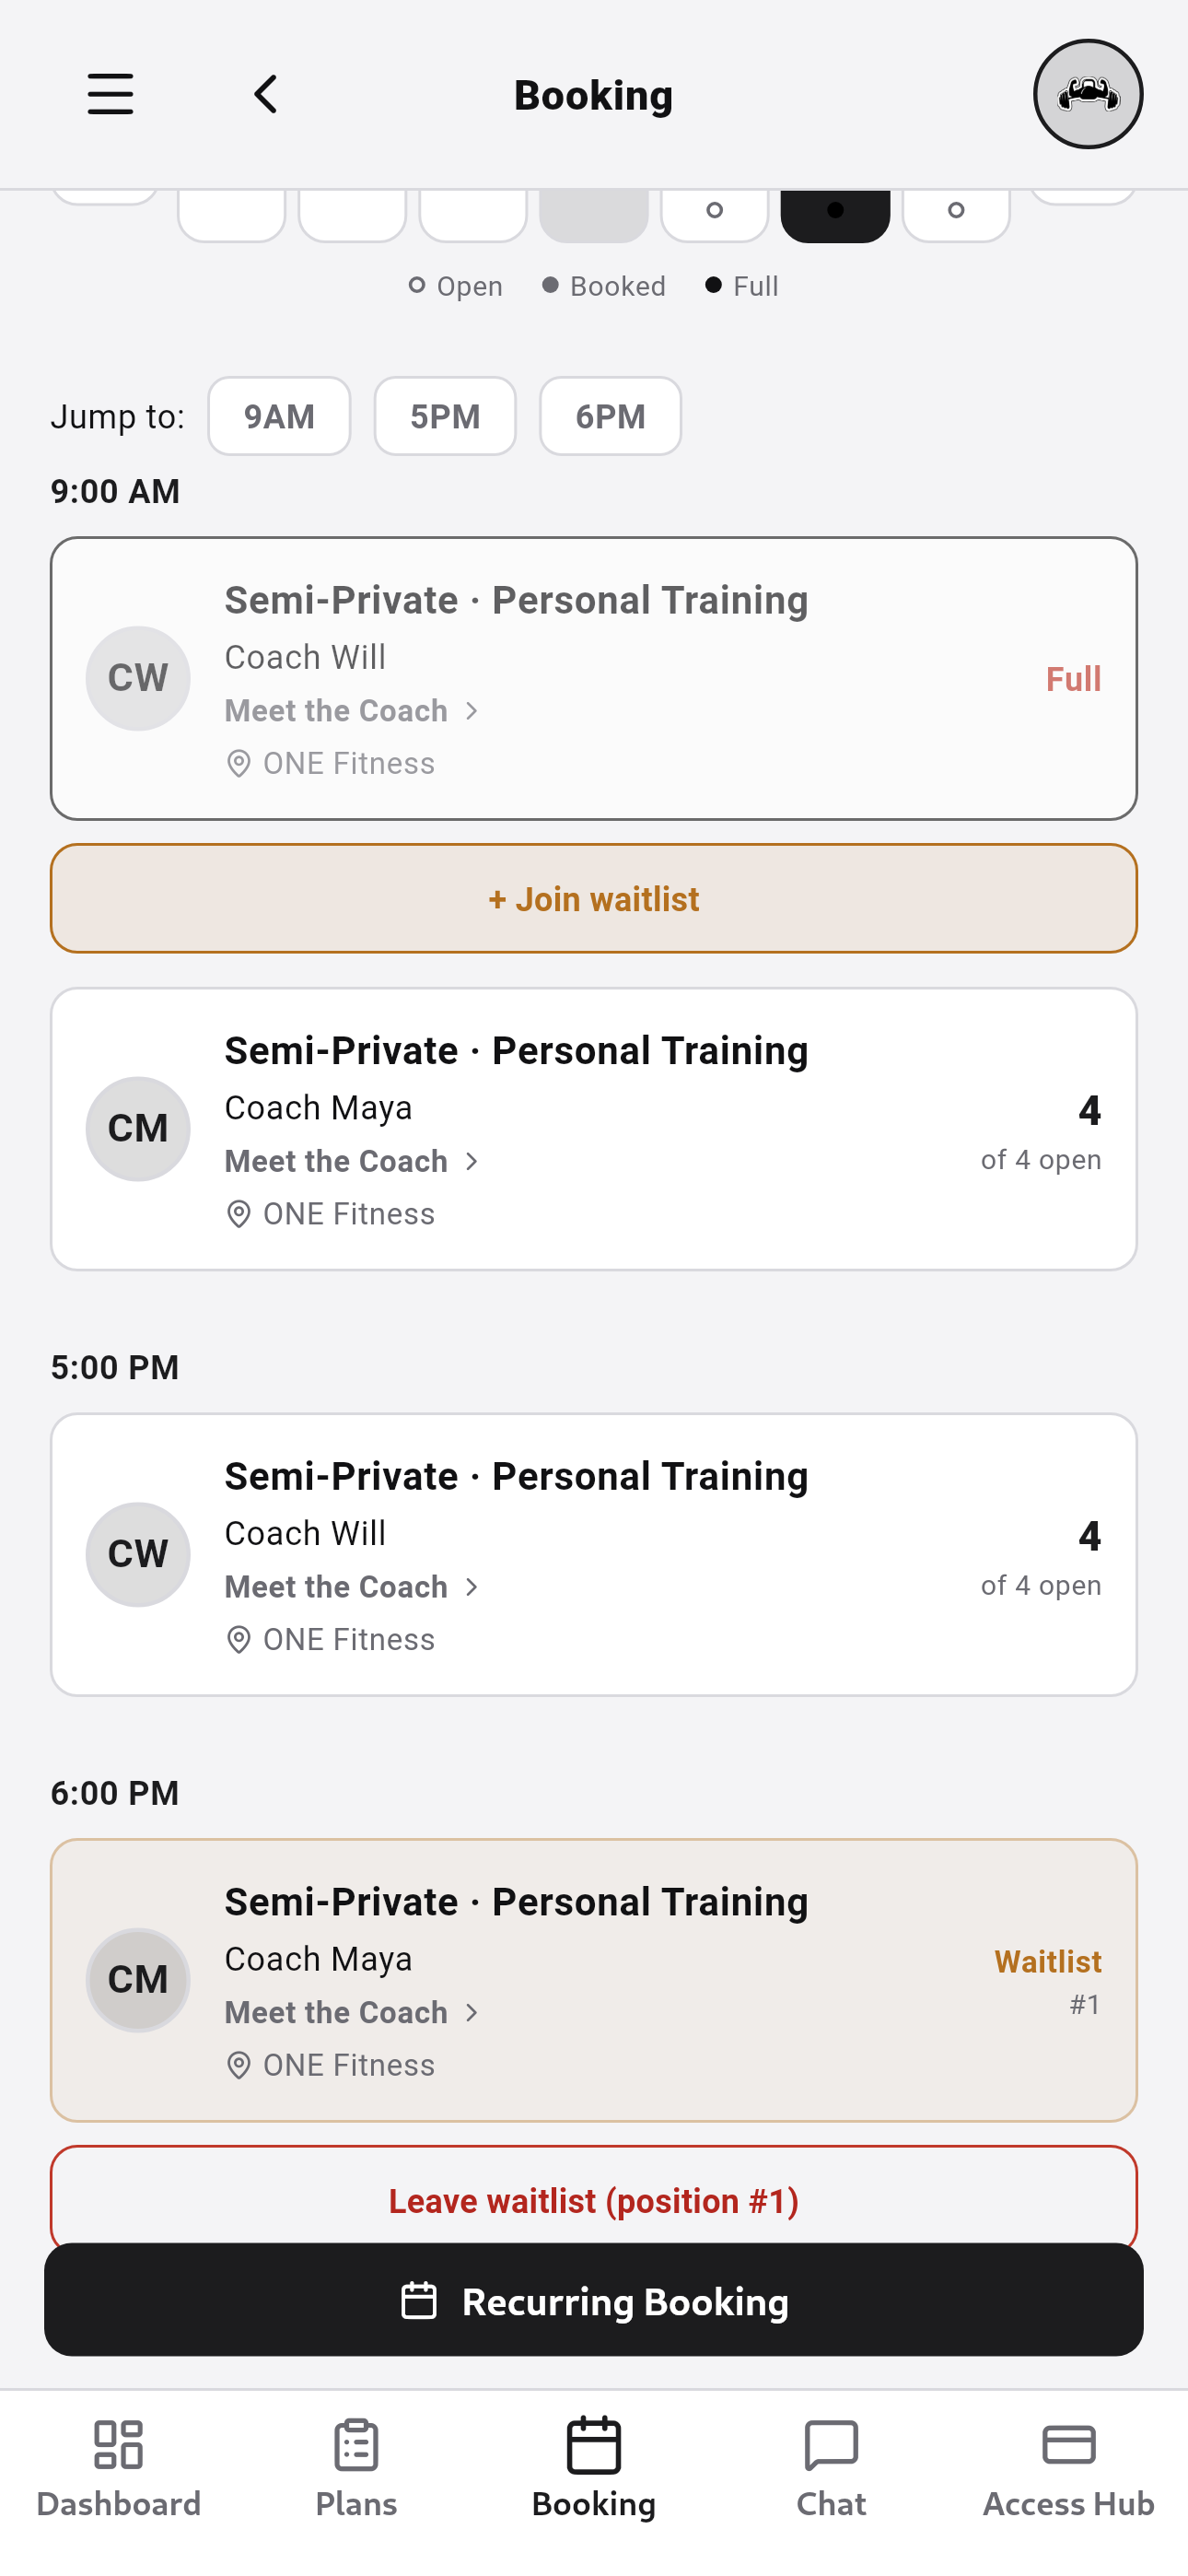 Booking
Open
Booked
Full
Jump to:
9AM
5PM
6PM
9:00 AM
Semi-Private · Personal Training
CW
Coach Will
Full
Meet the Coach
ONE Fitness
+ Join waitlist
Semi-Private · Personal Training
CM
Coach Maya
4
of 4 open
Meet the Coach
ONE Fitness
5:00 PM
Semi-Private · Personal Training
CW
Coach Will
4
of 4 open
Meet the Coach
ONE Fitness
6:00 PM
Semi-Private · Personal Training
CM
Coach Maya
Waitlist
#1
Meet the Coach
ONE Fitness
Leave waitlist (position #1)
Recurring Booking
Dashboard
Plans
Booking
Chat
Access Hub